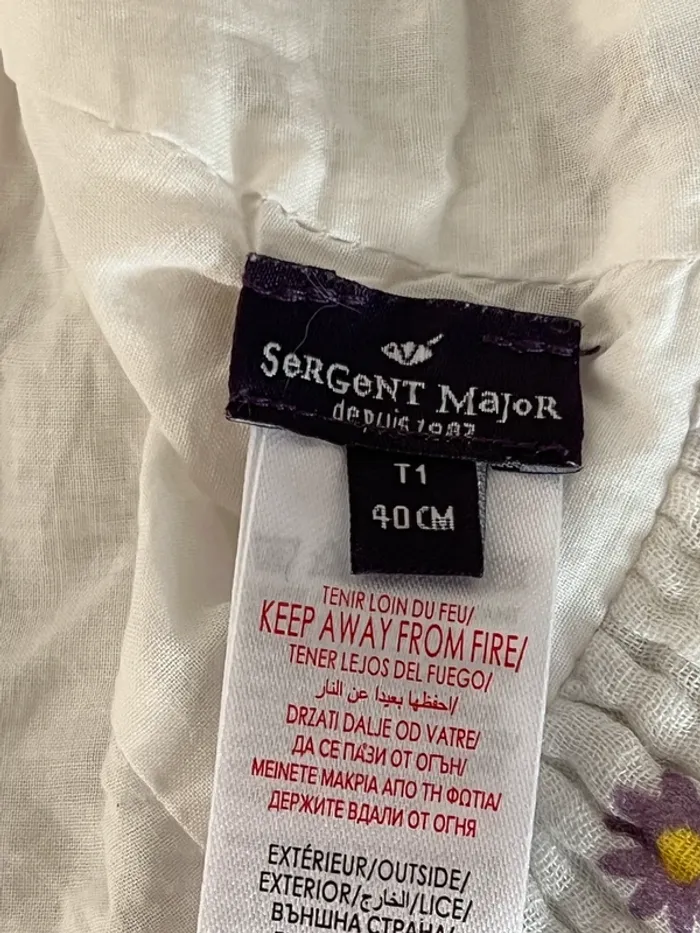 SeRGeNT MaJoR
depuis 1987
T1
40 CM
TENIR LOIN DU FEU/
KEEP AWAY FROM FIRE/
TENER LEJOS DEL FUEGO/
احفظها بعيدا عن النار/
DRZATI DALJE OD VATRE/
ДА СЕ ПАЗИ ОТ ОГЪН/
ΜΕΙΝΕΤΕ ΜΑΚΡΙΑ ΑΠΟ ΤΗ ΦΩΤΙΑ/
ДЕРЖИТЕ ВДАЛИ ОТ ОГНЯ
EXTÉRIEUR/OUTSIDE/
EXTERIOR/الخارج/LICE/
ВЪНШНА СТРАНА/